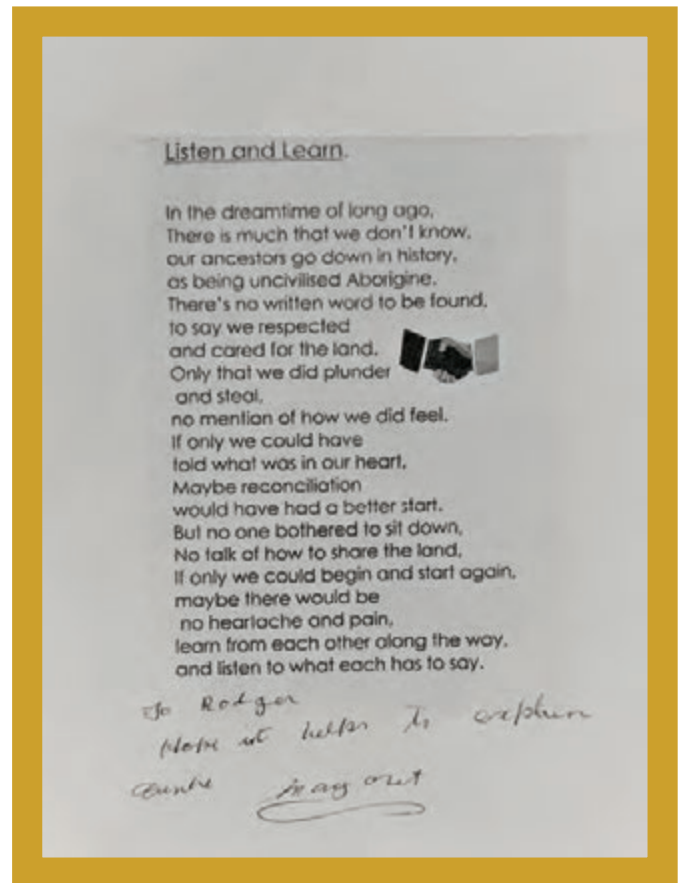 Listen and Learn.
In the dreamtime of long ago,
There is much that we don't know,
our ancestors go down in history,
as being uncivilised Aborigine.
There's no written word to be found,
to say we respected
and cared for the land.
Only that we did plunder
and steal,
no mention of how we did feel.
If only we could have
told what was in our heart,
Maybe reconciliation
would have had a better start.
But no one bothered to sit down,
No talk of how to share the land,
If only we could begin and start again,
maybe there would be
no heartache and pain,
learn from each other along the way,
and listen to what each has to say.
To Rodger
Hope it helps to explain